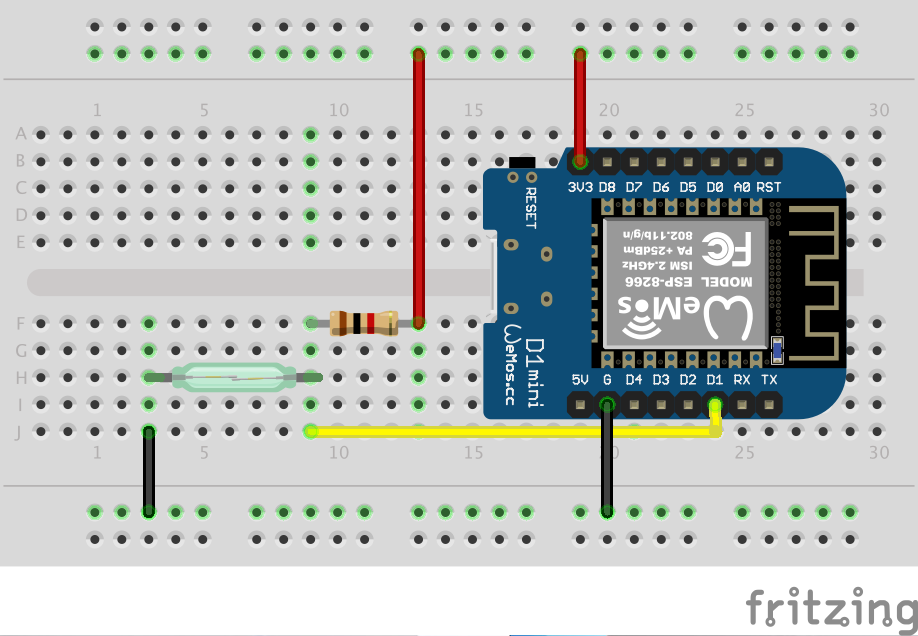 1 5 10 15 20 25 30
A
B
C
D
E
F
G
H
I
J
3V3 D8 D7 D6 D5 D0 A0 RST
RESET
802.11b/g/n
PA +25dBm
ISM 2.4GHz
FC
MODEL ESP-8266
WeMos
D1mini
WeMos.cc
5V G D4 D3 D2 D1 RX TX
1 5 10 15 20 25 30
fritzing